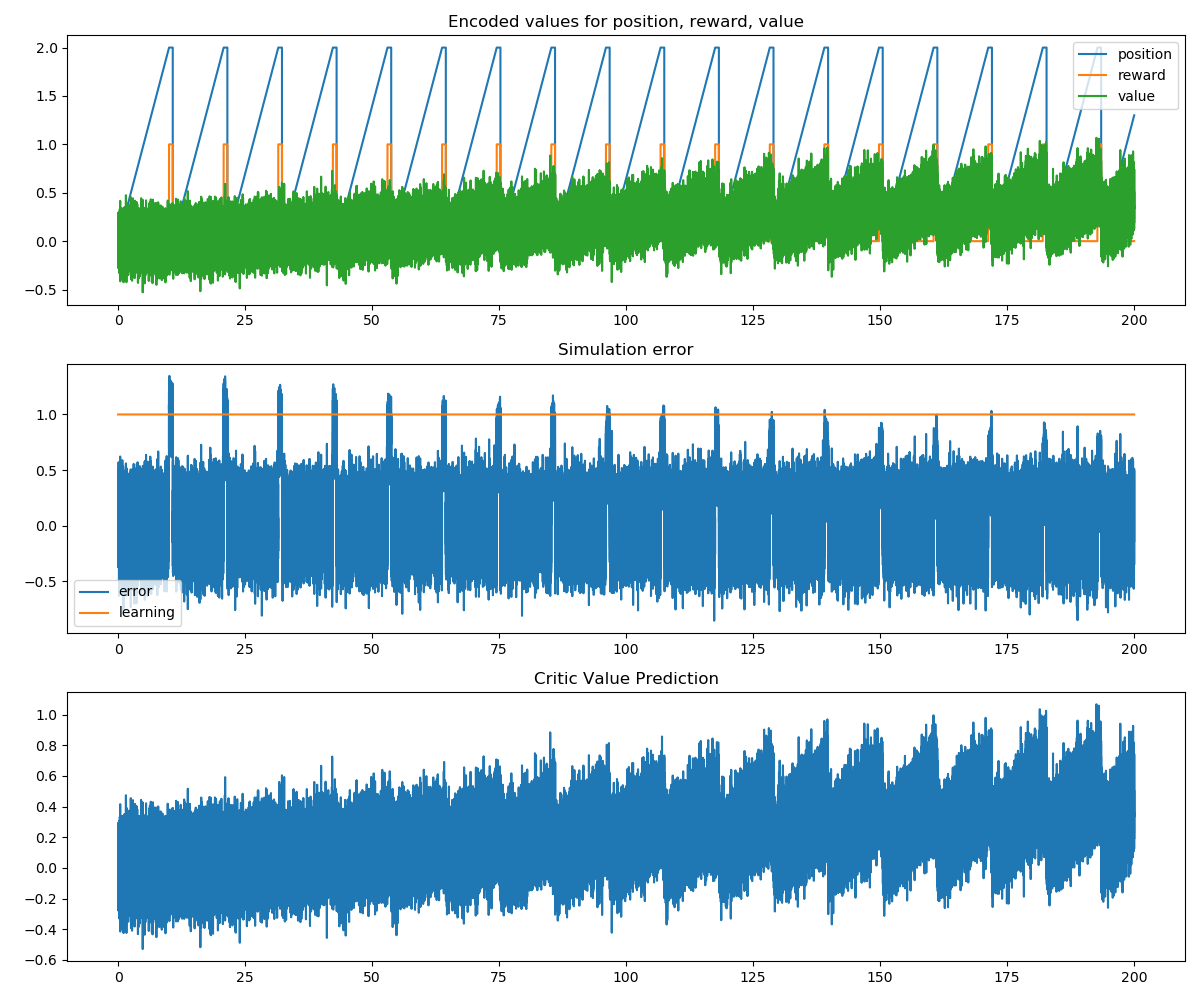 Encoded values for position, reward, value
2.0
1.5
1.0
0.5
0.0
−0.5
position
reward
value
0 25 50 75 100 125 150 175 200
Simulation error
1.0
0.5
0.0
−0.5
error
learning
0 25 50 75 100 125 150 175 200
Critic Value Prediction
1.0
0.8
0.6
0.4
0.2
0.0
−0.2
−0.4
−0.6
0 25 50 75 100 125 150 175 200